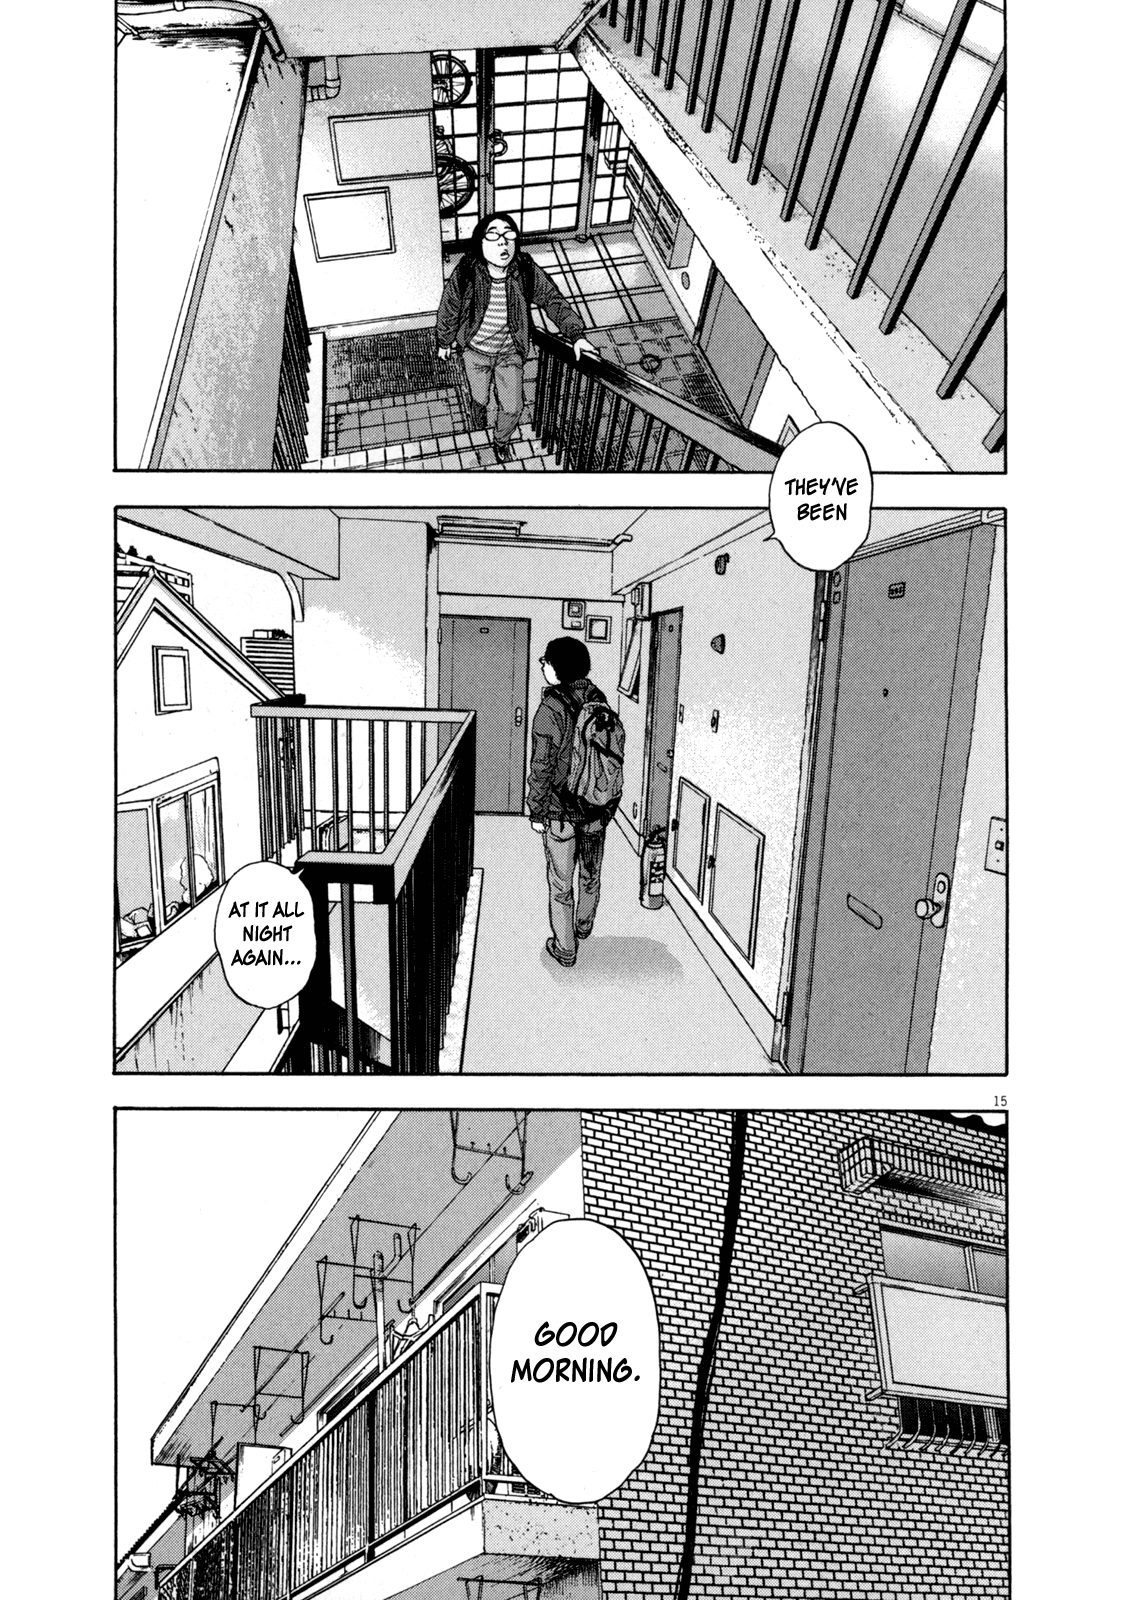 THEY'VE
BEEN
AT IT ALL
NIGHT
AGAIN...
15
GOOD
MORNING.